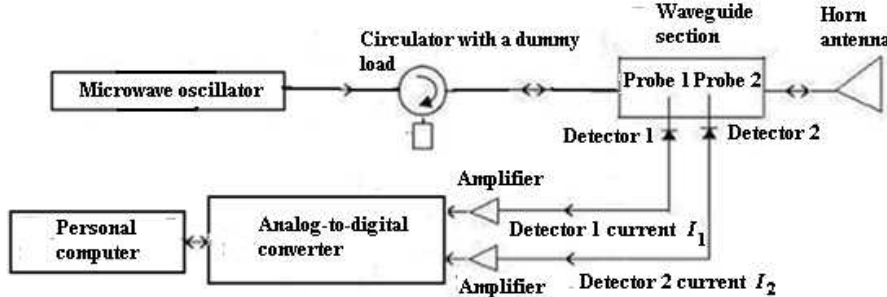 Waveguide
section
Horn
antenna
Circulator with a dummy
load
Microwave oscillator
Probe 1 Probe 2
Detector 1
Detector 2
Amplifier
Personal
computer
Analog-to-digital
converter
Detector 1 current I1
Amplifier
Detector 2 current I2